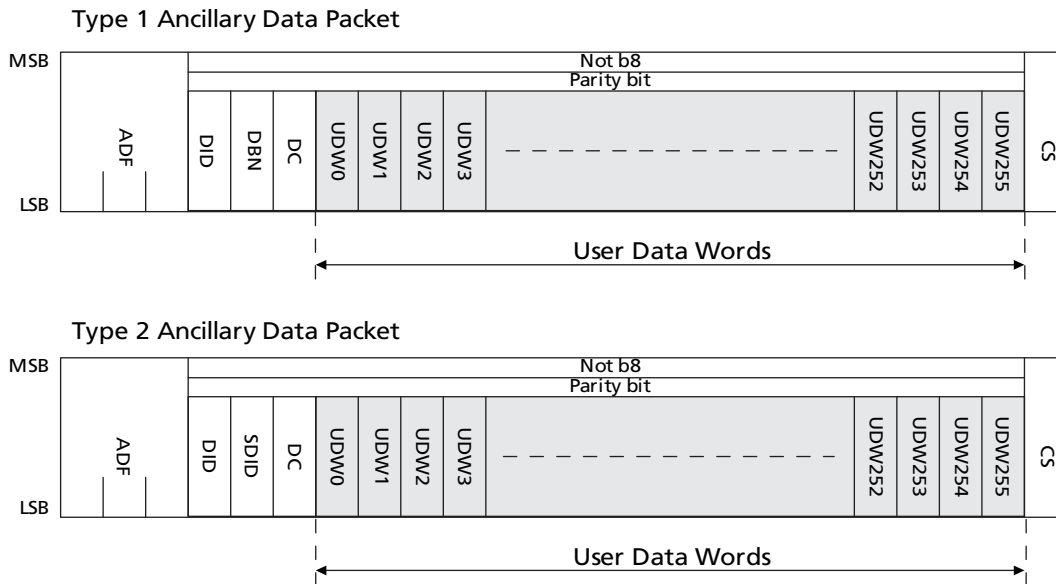 Type 1 Ancillary Data Packet
MSB
Not b8
Parity bit
ADF
DID
DBN
DC
UDW0
UDW1
UDW2
UDW3
UDW252
UDW253
UDW254
UDW255
CS
LSB
User Data Words
Type 2 Ancillary Data Packet
MSB
Not b8
Parity bit
ADF
DID
SDID
DC
UDW0
UDW1
UDW2
UDW3
UDW252
UDW253
UDW254
UDW255
CS
LSB
User Data Words